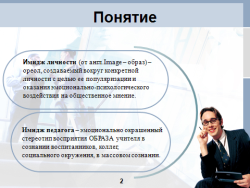 Понятие
Имидж личности (от англ. Image – образ) –
ореол, создаваемый вокруг конкретной
личности с целью ее популяризации и
оказания эмоционально-психологического
воздействия на общественное мнение.
Имидж педагога – эмоционально окрашенный
стереотип восприятия ОБРАЗА учителя в
сознании воспитанников, коллег,
социального окружения, в массовом сознании.
2